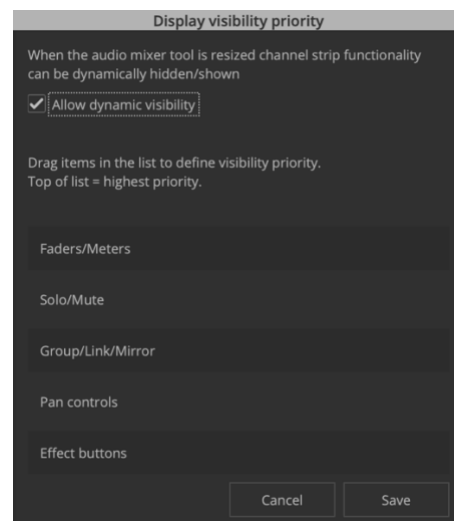 Display visibility priority
When the audio mixer tool is resized channel strip functionality
can be dynamically hidden/shown
Allow dynamic visibility
Drag items in the list to define visibility priority.
Top of list = highest priority.
Faders/Meters
Solo/Mute
Group/Link/Mirror
Pan controls
Effect buttons
Cancel Save